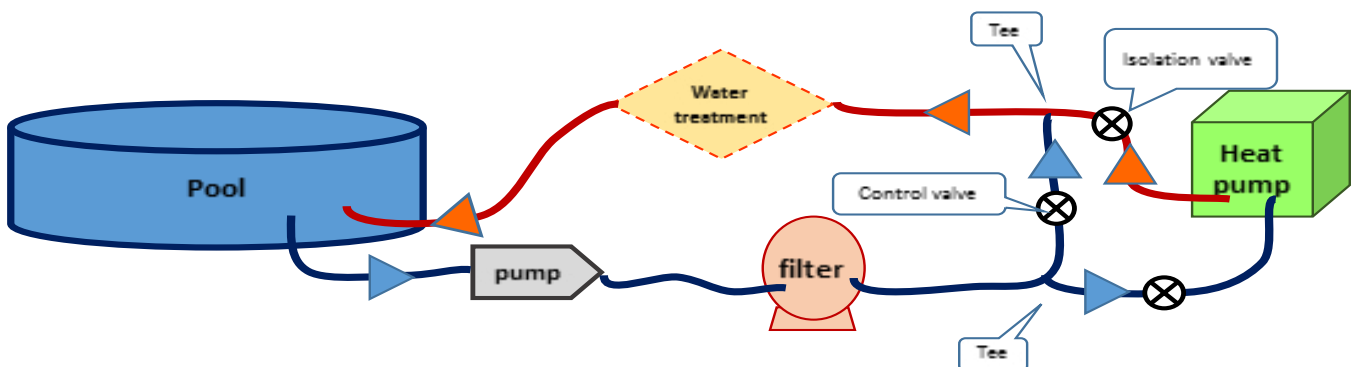 Tee
Isolation valve
Water
treatment
Heat
pump
Pool
Control valve
filter
pump
Tee